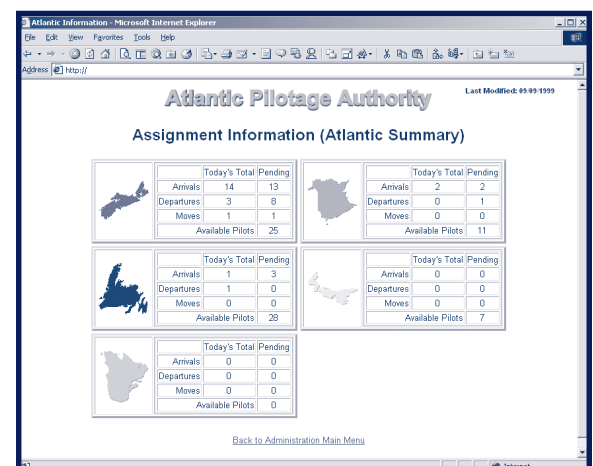 Atlantic Information - Microsoft Internet Explorer
File Edit View Favorites Tools Help
Address http://
Atlantic Pilotage Authority
Last Modified: 09/09/1999
Assignment Information (Atlantic Summary)
Today's Total Pending
Arrivals 14 13
Departures 3 8
Moves 1 1
Available Pilots 25
Today's Total Pending
Arrivals 2 2
Departures 0 1
Moves 0 0
Available Pilots 11
Today's Total Pending
Arrivals 1 3
Departures 1 0
Moves 0 0
Available Pilots 28
Today's Total Pending
Arrivals 0 0
Departures 0 0
Moves 0 0
Available Pilots 7
Today's Total Pending
Arrivals 0 0
Departures 0 0
Moves 0 0
Available Pilots 0
Back to Administration Main Menu
Internet